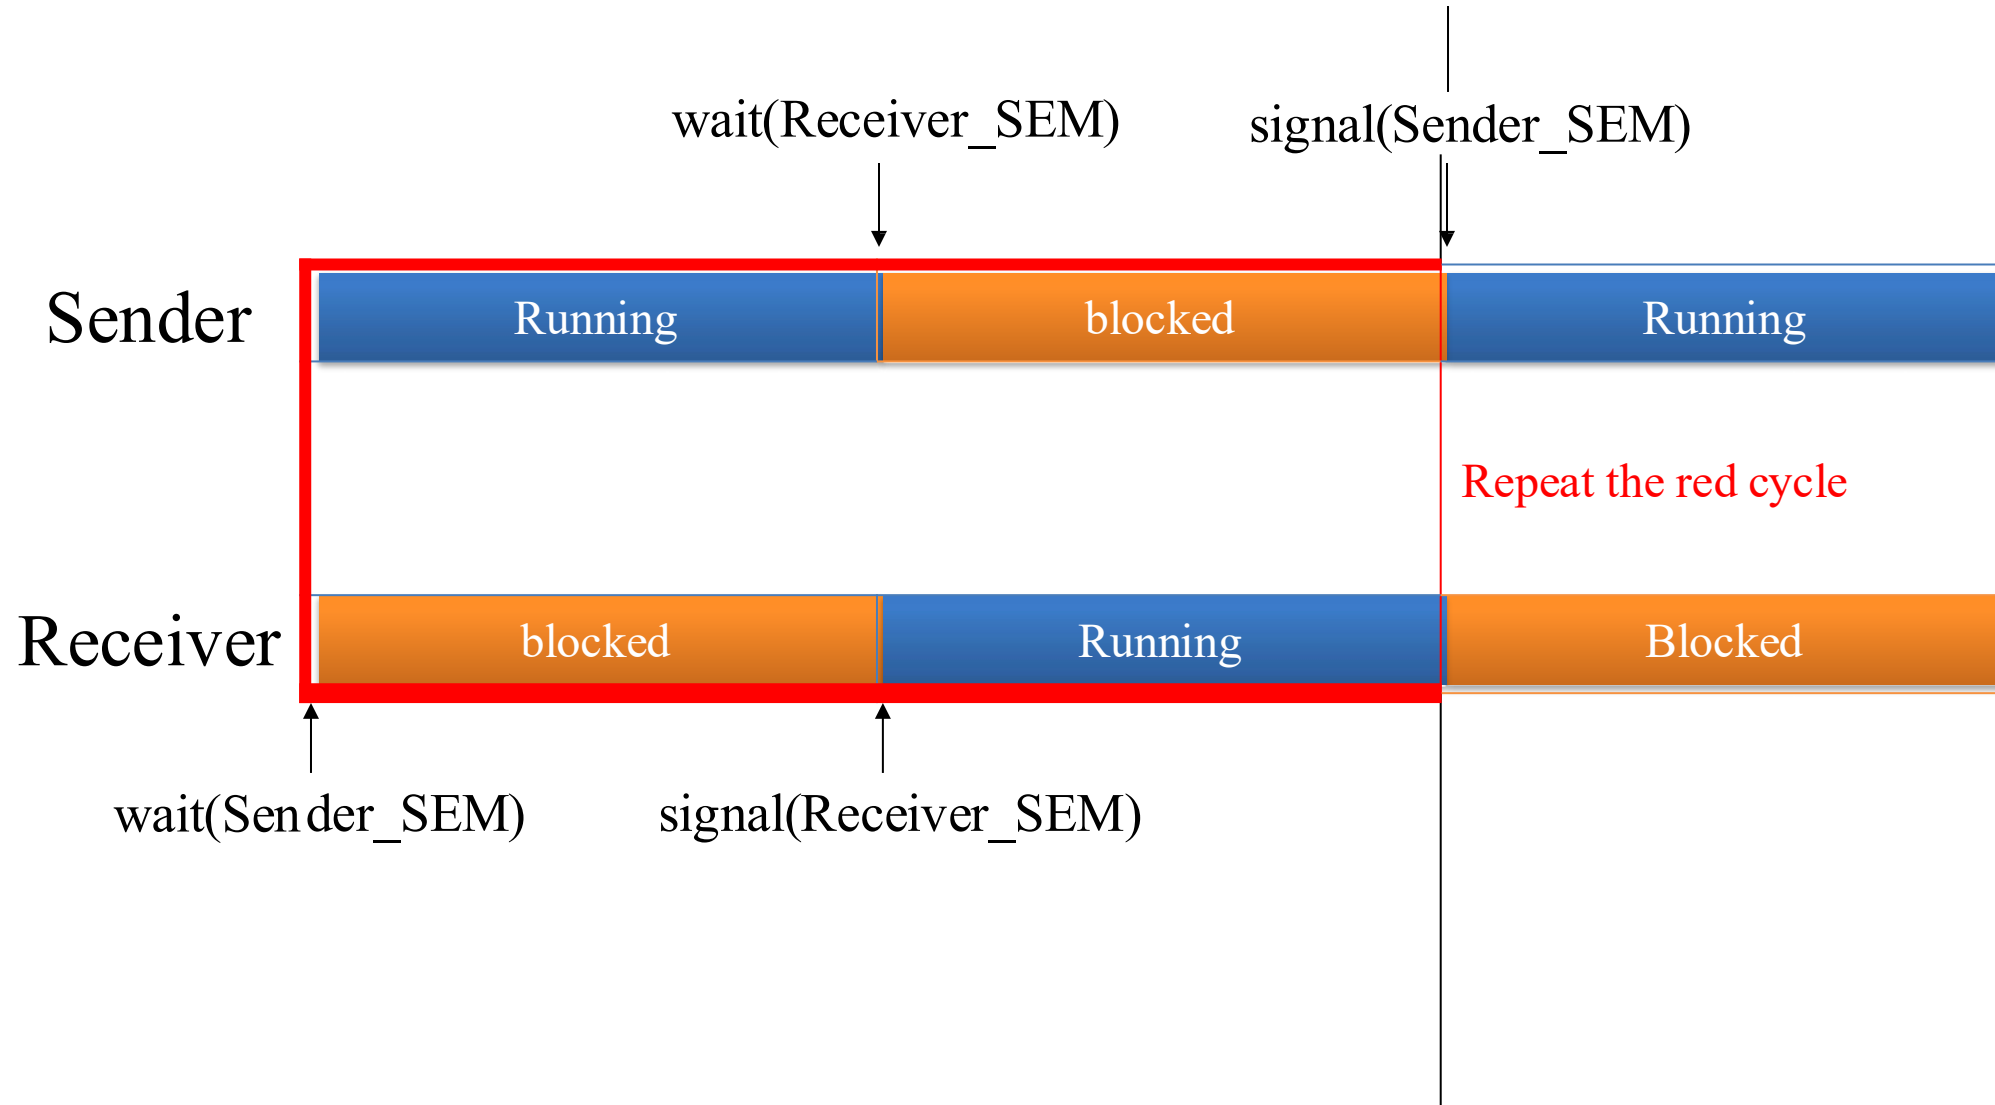 wait(Receiver_SEM)
signal(Sender_SEM)
Sender
Running
blocked
Running
Repeat the red cycle
Receiver
blocked
Running
Blocked
wait(Sender_SEM)
signal(Receiver_SEM)